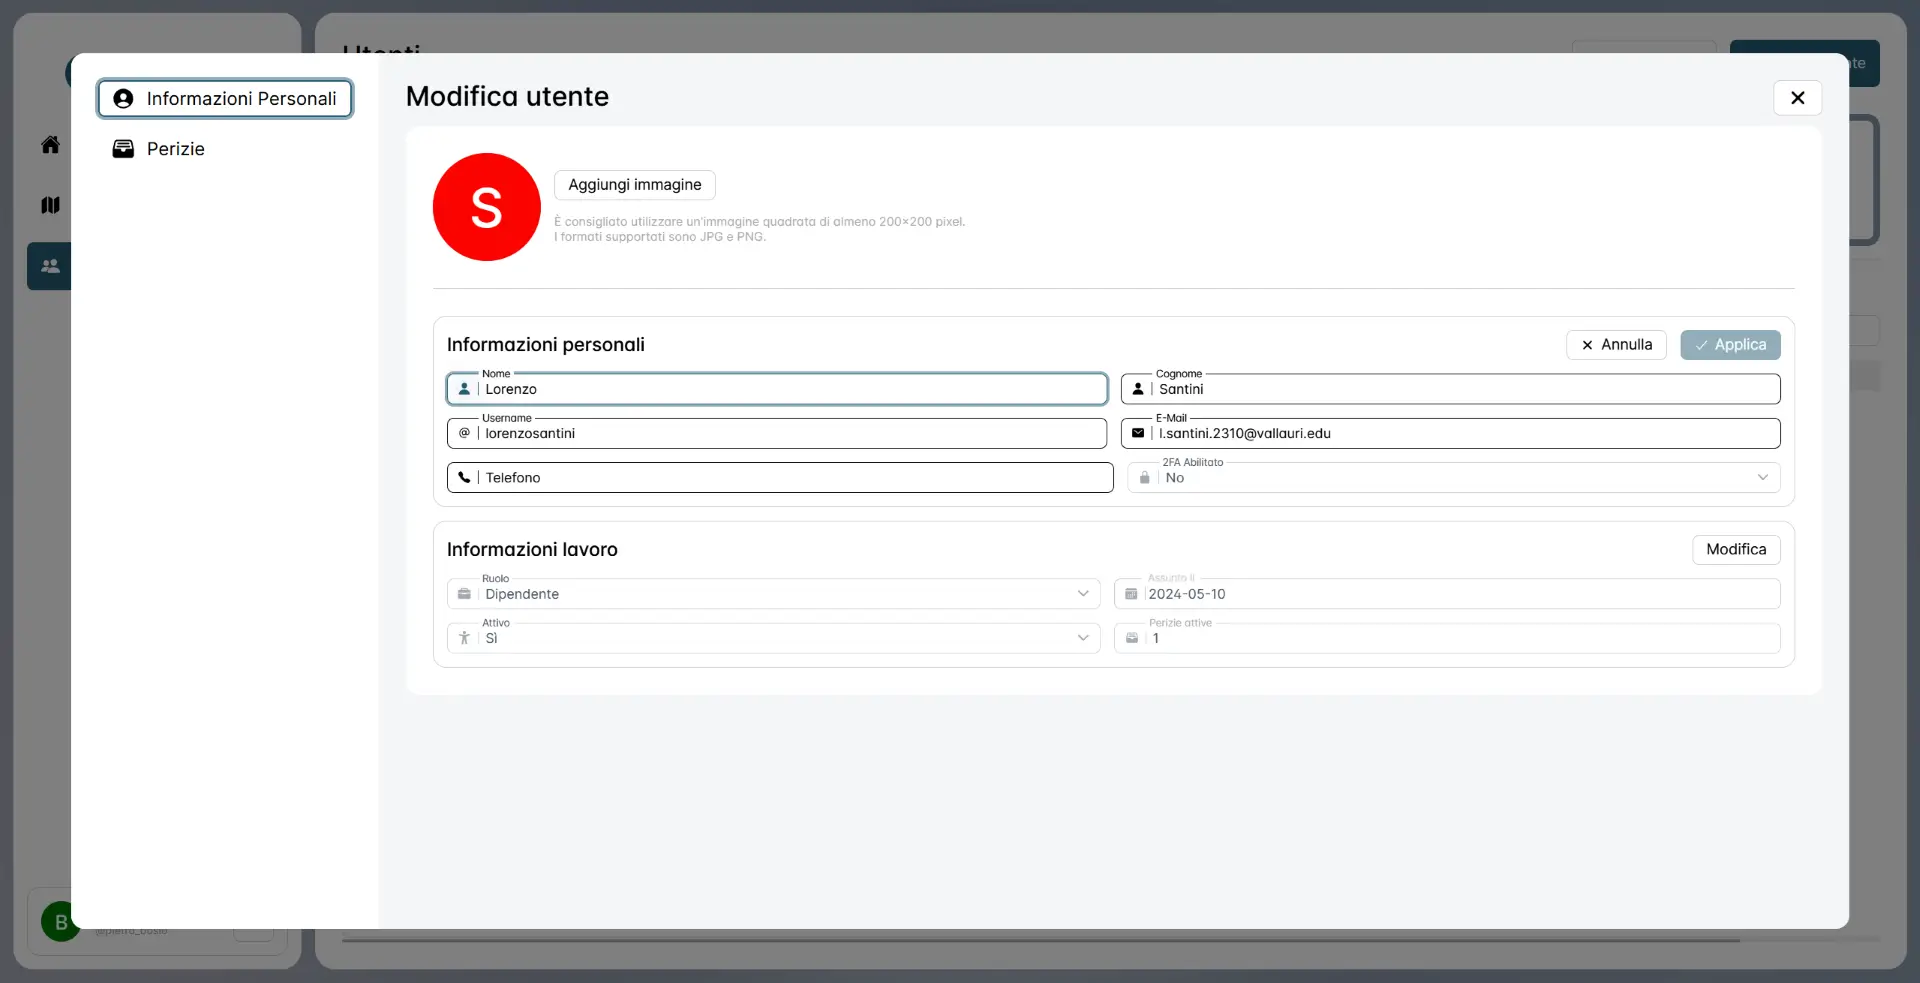 Utenti
Informazioni Personali
Perizie
Modifica utente
S
Aggiungi immagine
È consigliato utilizzare un'immagine quadrata di almeno 200×200 pixel.
I formati supportati sono JPG e PNG.
Informazioni personali
Annulla
Applica
Nome
Lorenzo
Cognome
Santini
Username
@ lorenzosantini
E-Mail
l.santini.2310@vallauri.edu
Telefono
2FA Abilitato
No
Informazioni lavoro
Modifica
Ruolo
Dipendente
Assunto il
2024-05-10
Attivo
Sì
Perizie attive
1
B